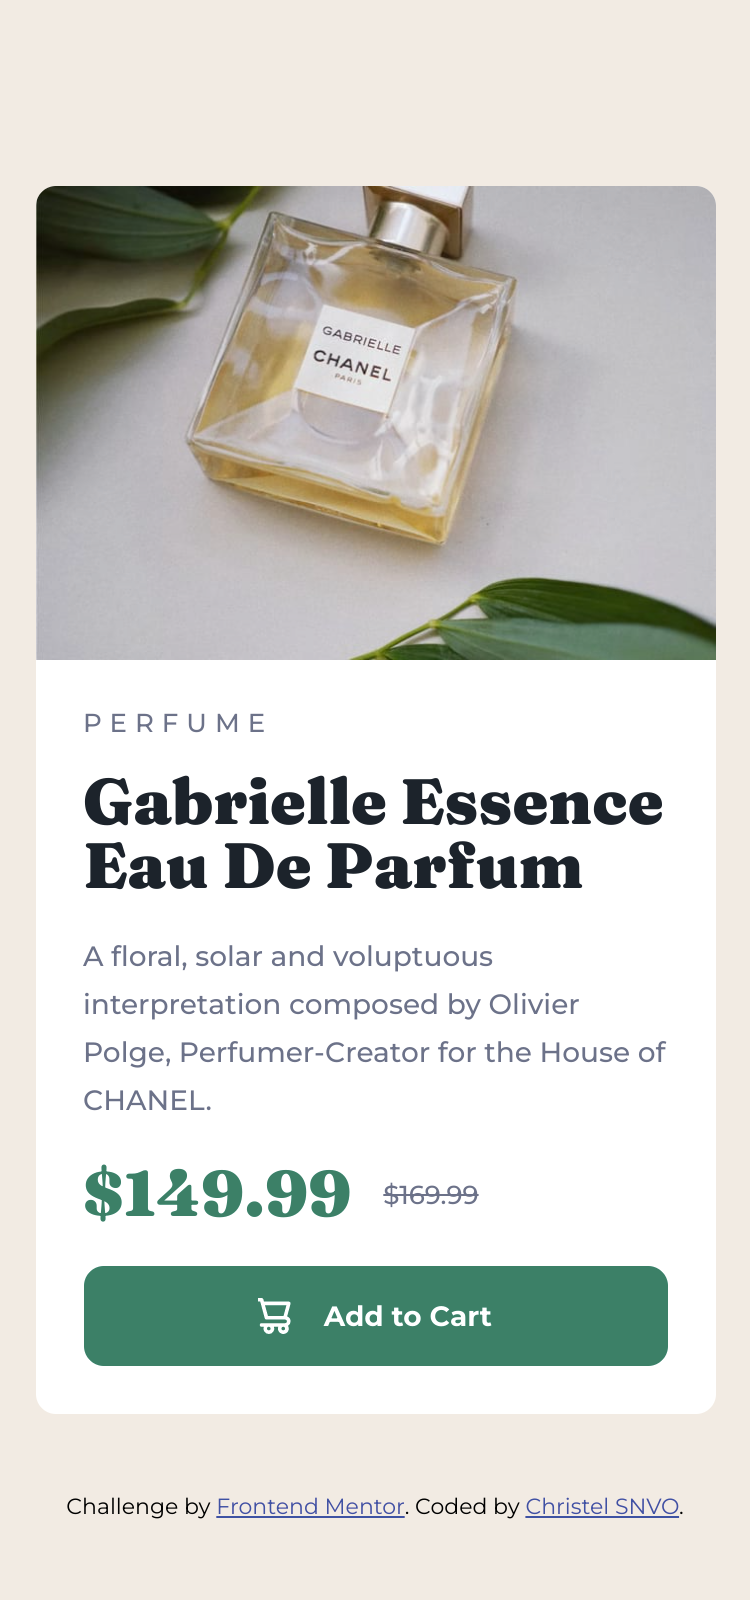 GABRIELLE
CHANEL
PARIS
PERFUME
Gabrielle Essence
Eau De Parfum
A floral, solar and voluptuous
interpretation composed by Olivier
Polge, Perfumer-Creator for the House of
CHANEL.
$149.99 $169.99
Add to Cart
Challenge by Frontend Mentor. Coded by Christel SNVO.